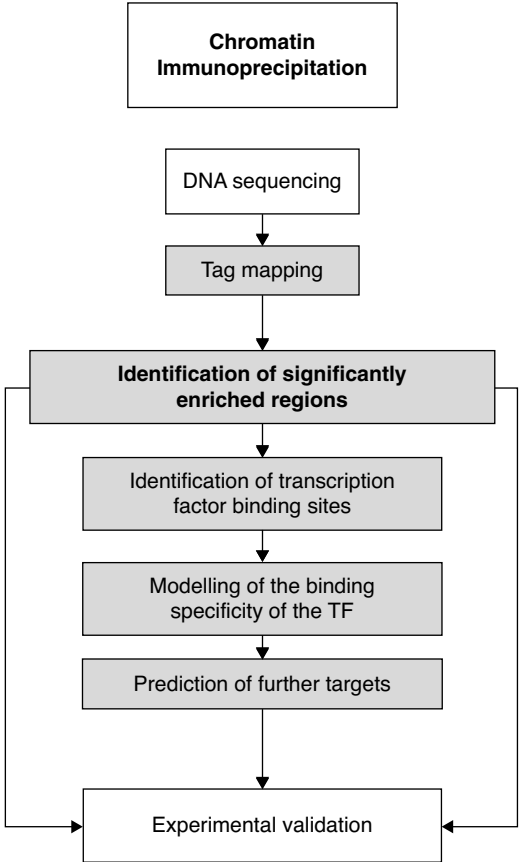 Chromatin
Immunoprecipitation
DNA sequencing
Tag mapping
Identification of significantly
enriched regions
Identification of transcription
factor binding sites
Modelling of the binding
specificity of the TF
Prediction of further targets
Experimental validation